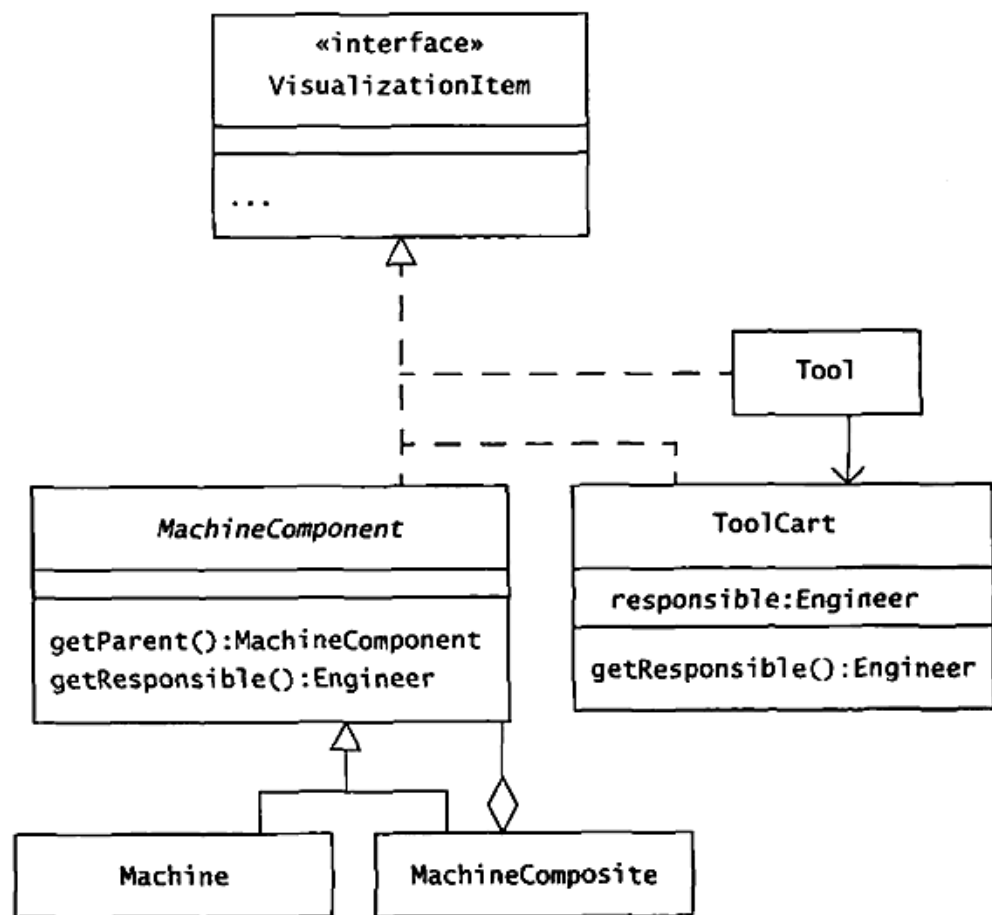 «interface»
VisualizationItem
...
Tool
MachineComponent
getParent():MachineComponent
getResponsible():Engineer
ToolCart
responsible:Engineer
getResponsible():Engineer
Machine
MachineComposite